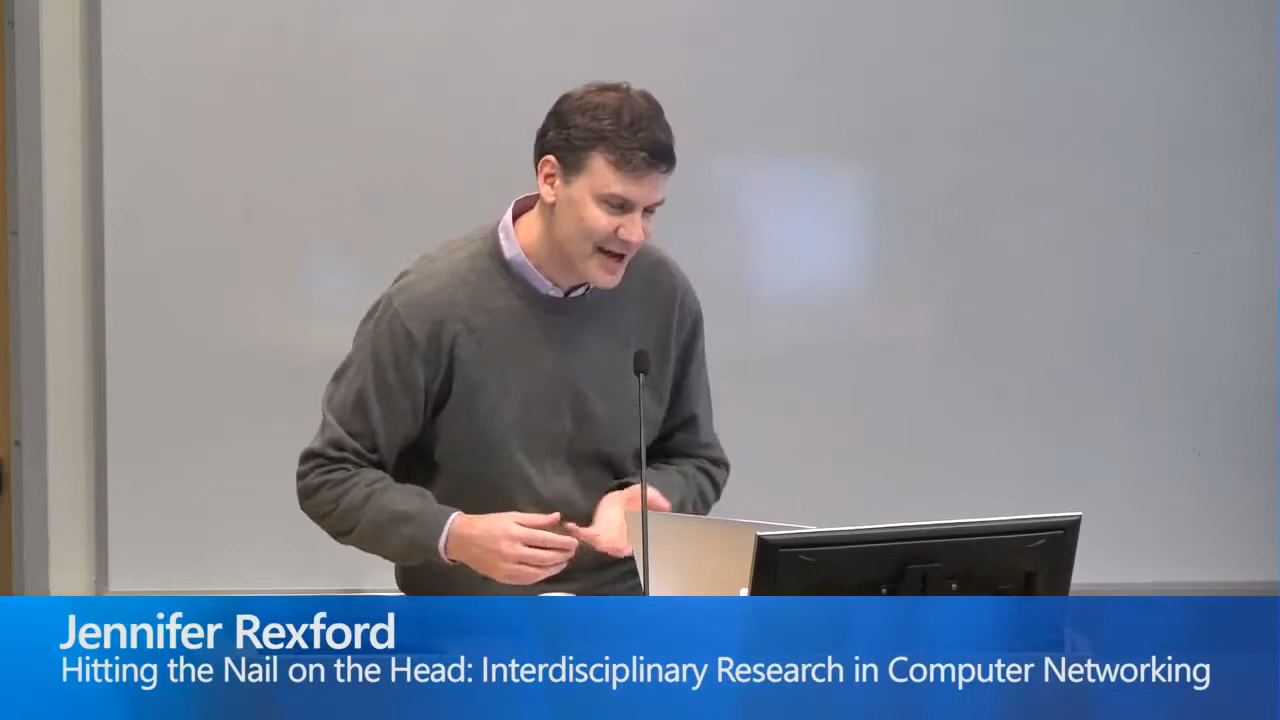 Jennifer Rexford
Hitting the Nail on the Head: Interdisciplinary Research in Computer Networking